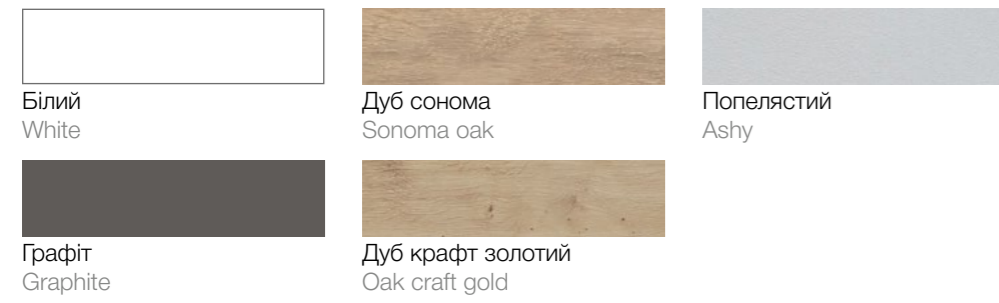 Білий
White
Дуб сонома
Sonoma oak
Попелястий
Ashy
Графіт
Graphite
Дуб крафт золотий
Oak craft gold